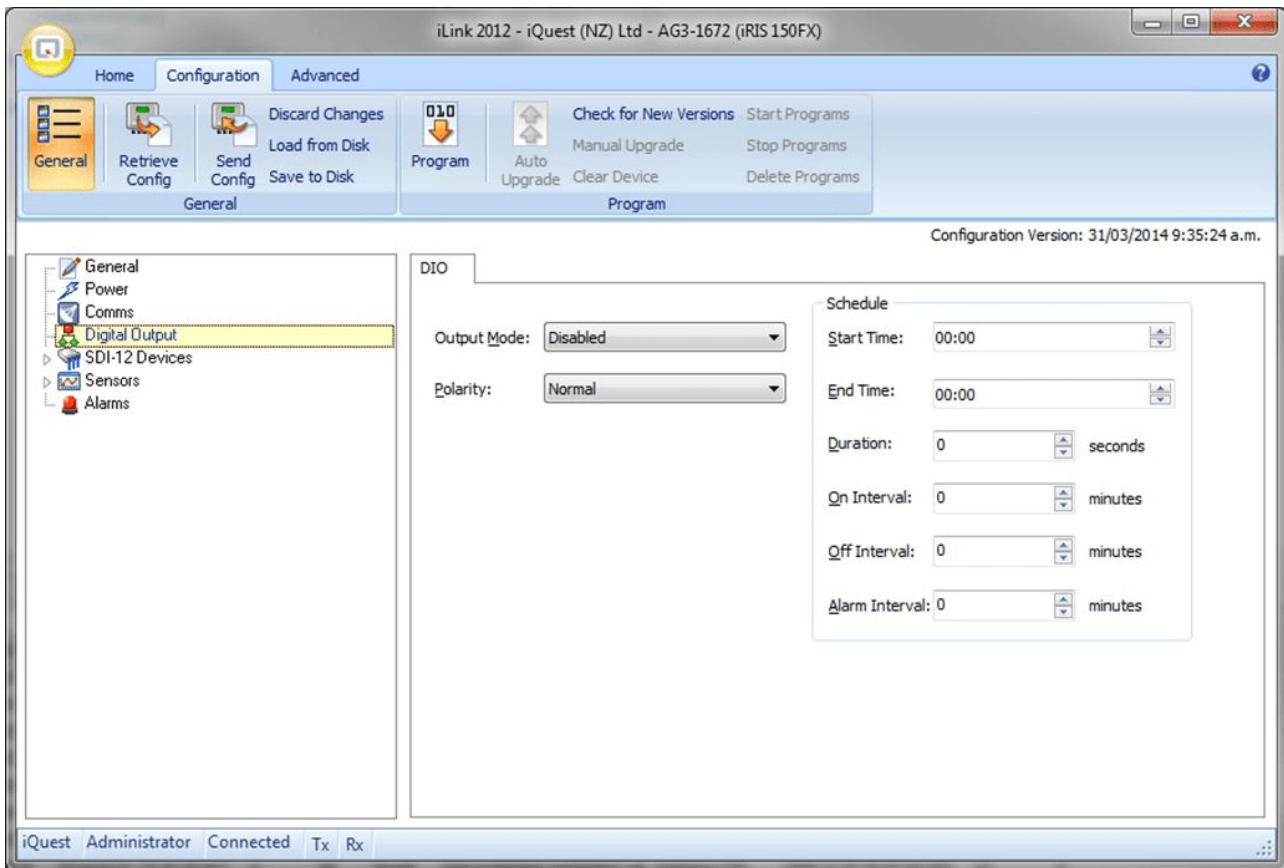 iLink 2012 - iQuest (NZ) Ltd - AG3-1672 (iRIS 150FX)
Home Configuration Advanced
General
Retrieve Config
Send Config
Discard Changes
Load from Disk
Save to Disk
General
010
Program
Auto Upgrade
Check for New Versions
Manual Upgrade
Clear Device
Start Programs
Stop Programs
Delete Programs
Program
Configuration Version: 31/03/2014 9:35:24 a.m.
General
Power
Comms
Digital Output
SDI-12 Devices
Sensors
Alarms
DIO
Output Mode: Disabled
Polarity: Normal
Schedule
Start Time: 00:00
End Time: 00:00
Duration: 0 seconds
On Interval: 0 minutes
Off Interval: 0 minutes
Alarm Interval: 0 minutes
iQuest Administrator Connected Tx Rx